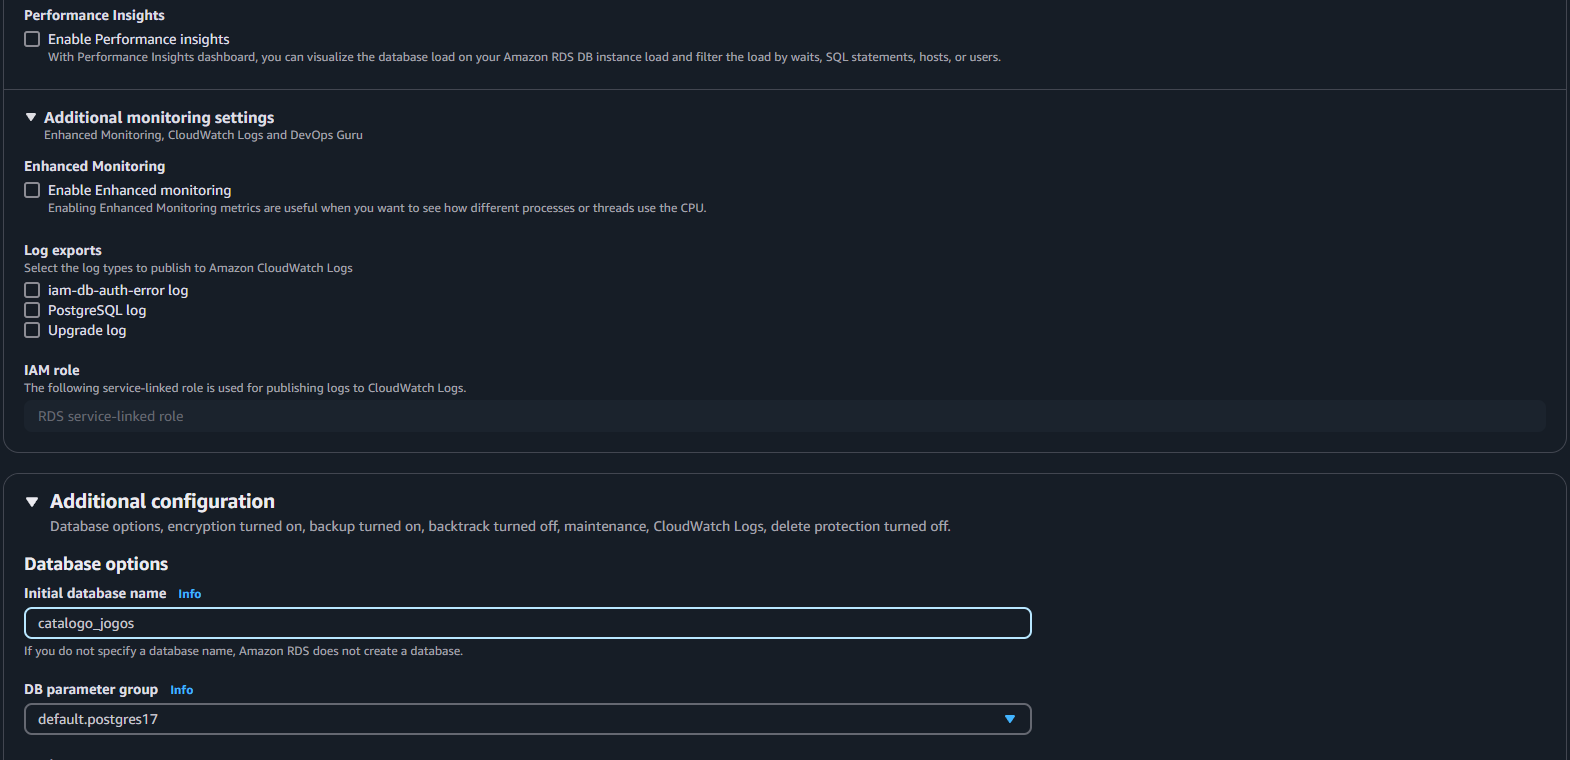 Performance Insights
Enable Performance insights
With Performance Insights dashboard, you can visualize the database load on your Amazon RDS DB instance load and filter the load by waits, SQL statements, hosts, or users.
Additional monitoring settings
Enhanced Monitoring, CloudWatch Logs and DevOps Guru
Enhanced Monitoring
Enable Enhanced monitoring
Enabling Enhanced Monitoring metrics are useful when you want to see how different processes or threads use the CPU.
Log exports
Select the log types to publish to Amazon CloudWatch Logs
iam-db-auth-error log
PostgreSQL log
Upgrade log
IAM role
The following service-linked role is used for publishing logs to CloudWatch Logs.
RDS service-linked role
Additional configuration
Database options, encryption turned on, backup turned on, backtrack turned off, maintenance, CloudWatch Logs, delete protection turned off.
Database options
Initial database name Info
catalogo_jogos
If you do not specify a database name, Amazon RDS does not create a database.
DB parameter group Info
default.postgres17